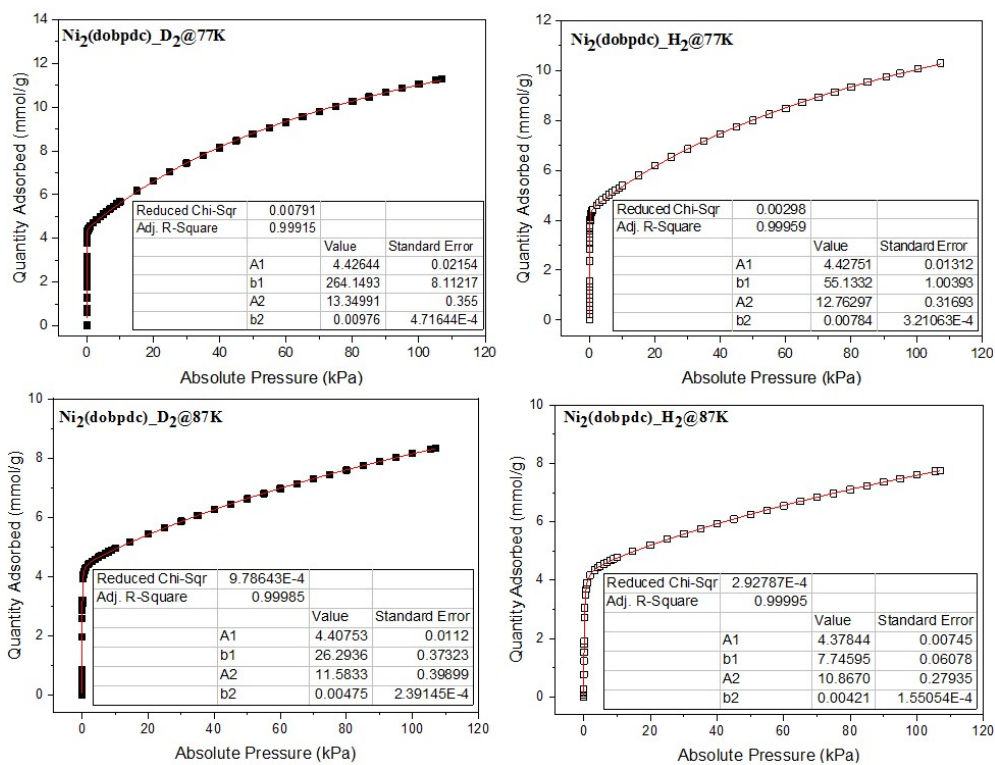 Ni2(dobpdc)_D2@77K
14
12
10
8
6
4
2
0
Quantity Adsorbed (mmol/g)
Reduced Chi-Sqr 0.00791
Adj. R-Square 0.99915
Value Standard Error
A1 4.42644 0.02154
b1 264.1493 8.11217
A2 13.34991 0.355
b2 0.00976 4.71644E-4
0 20 40 60 80 100 120
Absolute Pressure (kPa)
Ni2(dobpdc)_H2@77K
12
10
8
6
4
2
0
Quantity Adsorbed (mmol/g)
Reduced Chi-Sqr 0.00298
Adj. R-Square 0.99959
Value Standard Error
A1 4.42751 0.01312
b1 55.1332 1.00393
A2 12.76297 0.31693
b2 0.00784 3.21063E-4
0 20 40 60 80 100 120
Absolute Pressure (kPa)
Ni2(dobpdc)_D2@87K
10
8
6
4
2
0
Quantity Adsorbed (mmol/g)
Reduced Chi-Sqr 9.78643E-4
Adj. R-Square 0.99985
Value Standard Error
A1 4.40753 0.0112
b1 26.2936 0.37323
A2 11.5833 0.39899
b2 0.00475 2.39145E-4
0 20 40 60 80 100 120
Absolute Pressure (kPa)
Ni2(dobpdc)_H2@87K
10
8
6
4
2
0
Quantity Adsorbed (mmol/g)
Reduced Chi-Sqr 2.92787E-4
Adj. R-Square 0.99995
Value Standard Error
A1 4.37844 0.00745
b1 7.74595 0.06078
A2 10.8670 0.27935
b2 0.00421 1.55054E-4
0 20 40 60 80 100 120
Absolute Pressure (kPa)